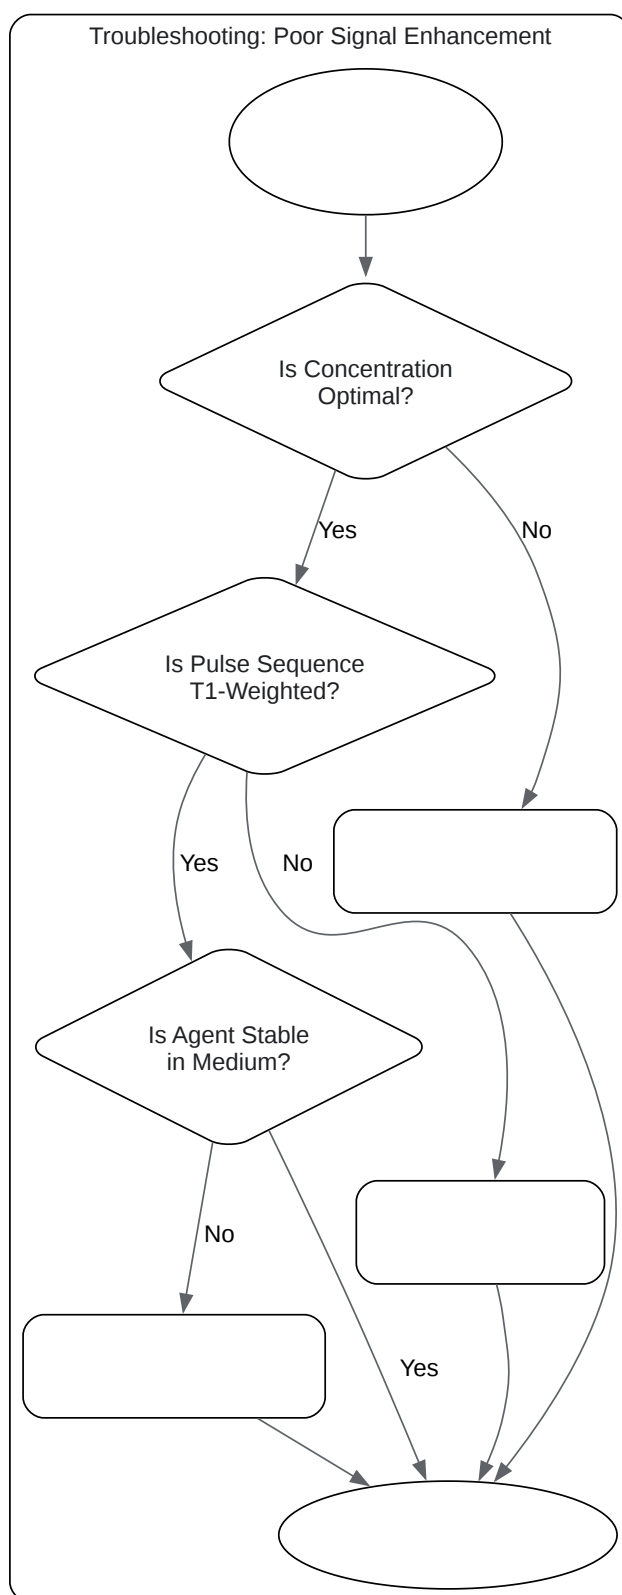 Troubleshooting: Poor Signal Enhancement
Is Concentration
Optimal?
Yes
No
Is Pulse Sequence
T1-Weighted?
Yes
No
Is Agent Stable
in Medium?
No
Yes